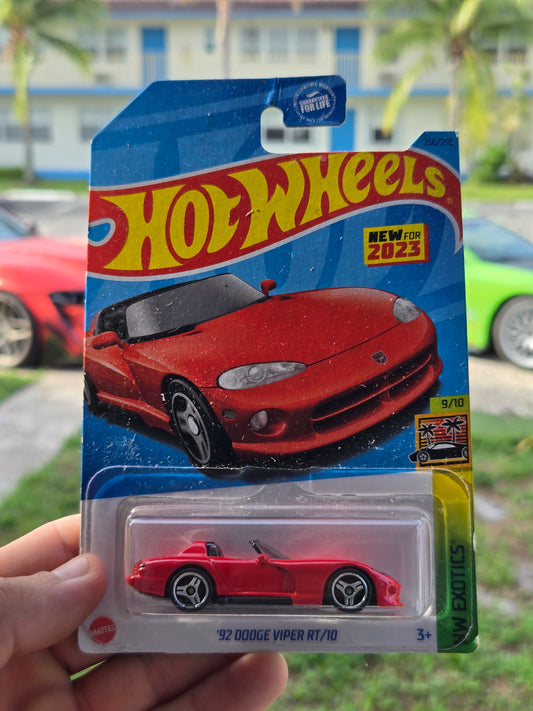 GUARANTEED
FOR LIFE
HOT WHEELS
NEW FOR
2023
9/10
HW EXOTICS
MATTEL
'92 DODGE VIPER RT/10
3+